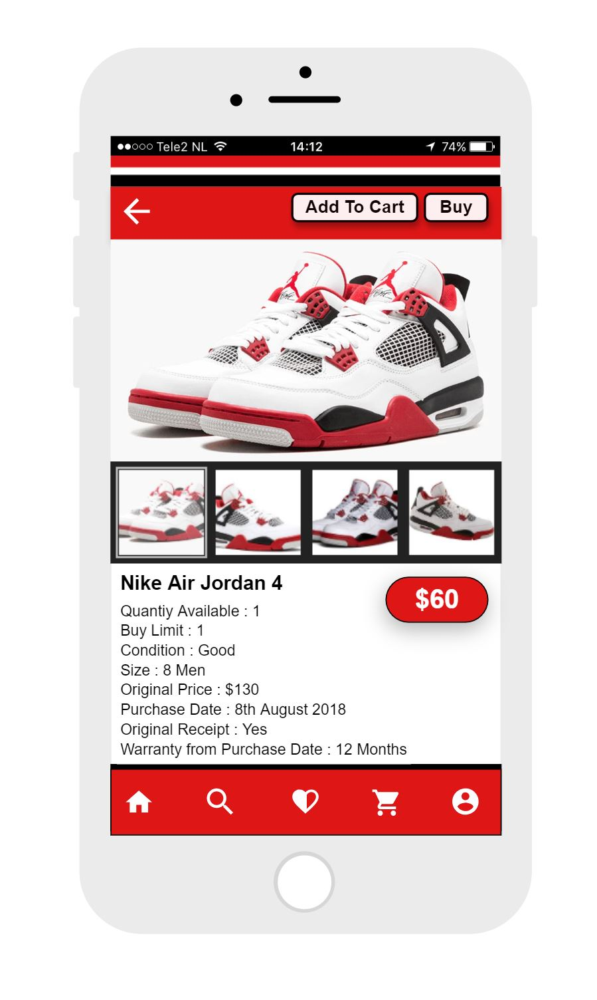 Tele2 NL 14:12 74%
Add To Cart Buy
Nike Air Jordan 4
$60
Quantiy Available : 1
Buy Limit : 1
Condition : Good
Size : 8 Men
Original Price : $130
Purchase Date : 8th August 2018
Original Receipt : Yes
Warranty from Purchase Date : 12 Months